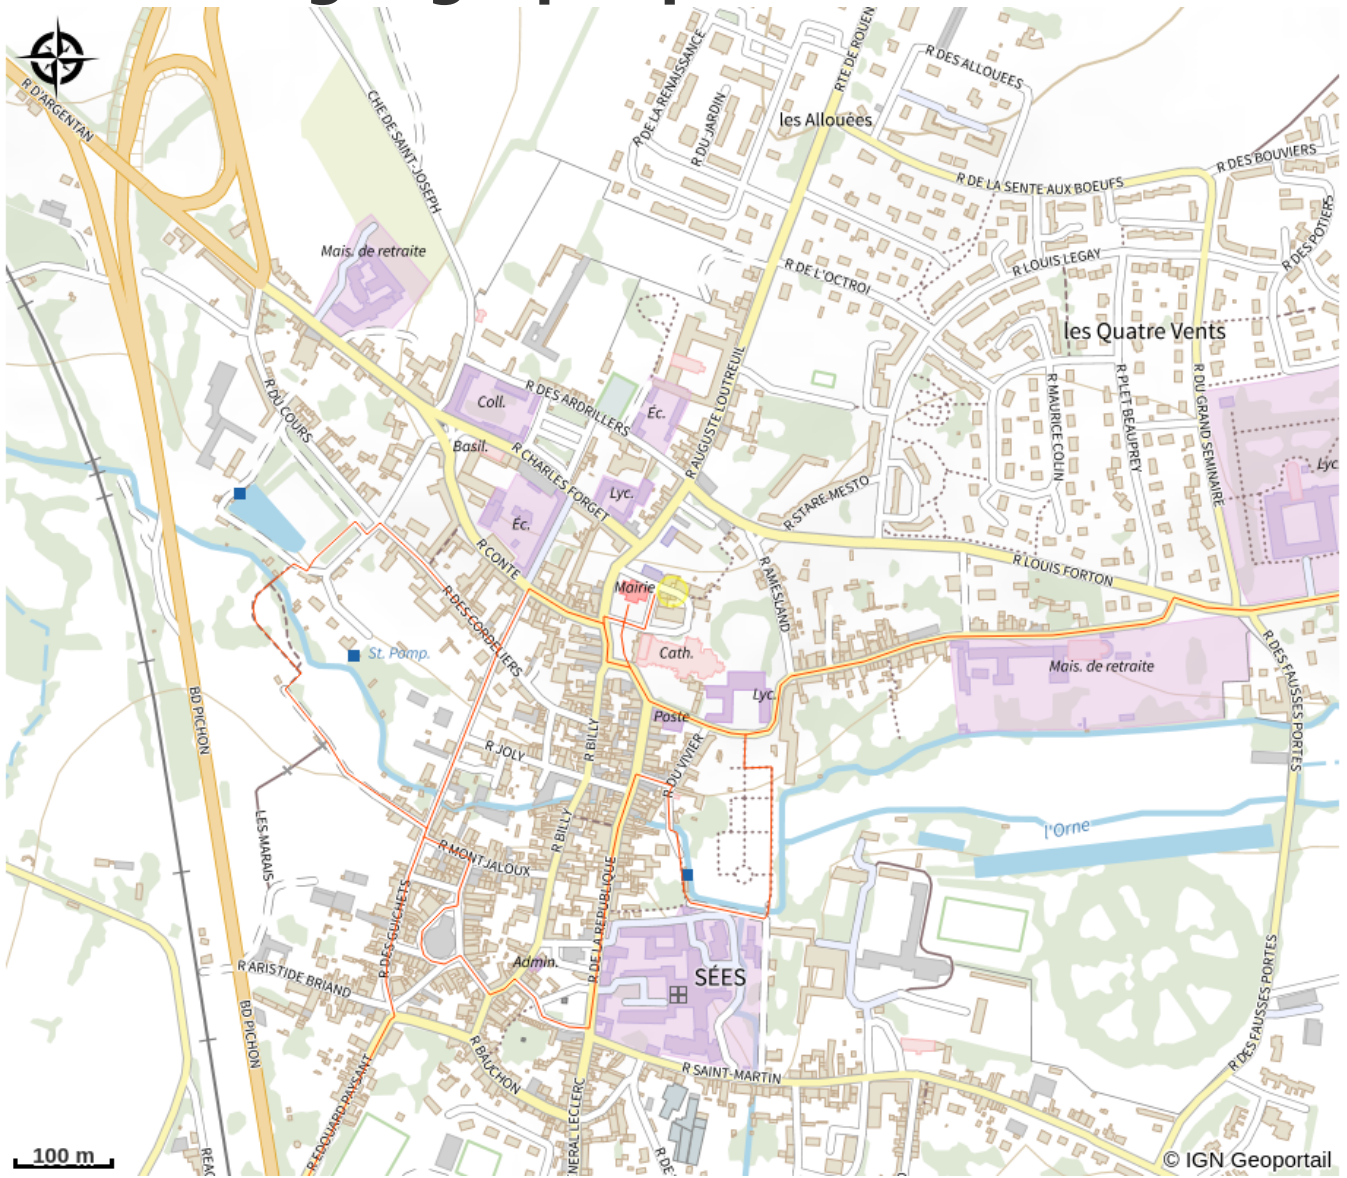 R D'ARGENTAN
CHE DE SAINT-JOSEPH
R DE LA RENAISSANCE
R DU JARDIN
RTE DE ROUEN
R DES ALLOUEES
les Allouées
R DES BOUVIERS
R DE LA SENTE AUX BOEUFS
R DES POTIERS
Mais. de retraite
R DE L'OCTROI
R LOUIS LEGAY
les Quatre Vents
R DU COURS
Coll.
R DES ARDRILLERS
Éc.
R AUGUSTE LOUTREUIL
R MAURICE COLIN
R PLET BEAUPREY
R DU GRAND SEMINAIRE
Basil.
R CHARLES FORGET
Lyc.
Lyc
R STARE-MESTO
Éc.
R CONTE
R AMESLAND
R LOUIS FORTON
Mairie
R DES CORDELIERS
St. Pamp.
Cath.
Mais. de retraite
R DES FAUSSES PORTES
Lyc.
BD PICHON
Poste
R BILLY
R JOLY
R DU VIVIER
LES MARAIS
R BILLY
l'Orne
R MONTJALOUX
R DES GUICHETS
R DE LA REPUBLIQUE
Admin.
SÉES
R ARISTIDE BRIAND
BD PICHON
R DES FAUSSES PORTES
R BAUCHON
R SAINT-MARTIN
R EDOUARD PAYSANT
NERAL LECLERC
R DE
REAC
100 m
© IGN Geoportail